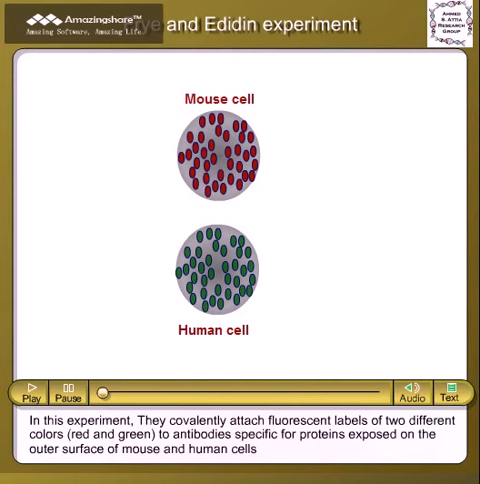 Amazingshare™
Amazing Software, Amazing Life.
Frye and Edidin experiment
AHMED
S. ATTIA
RESEARCH
GROUP
Mouse cell
Human cell
Play
Pause
Audio
Text
In this experiment, They covalently attach fluorescent labels of two different
colors (red and green) to antibodies specific for proteins exposed on the
outer surface of mouse and human cells